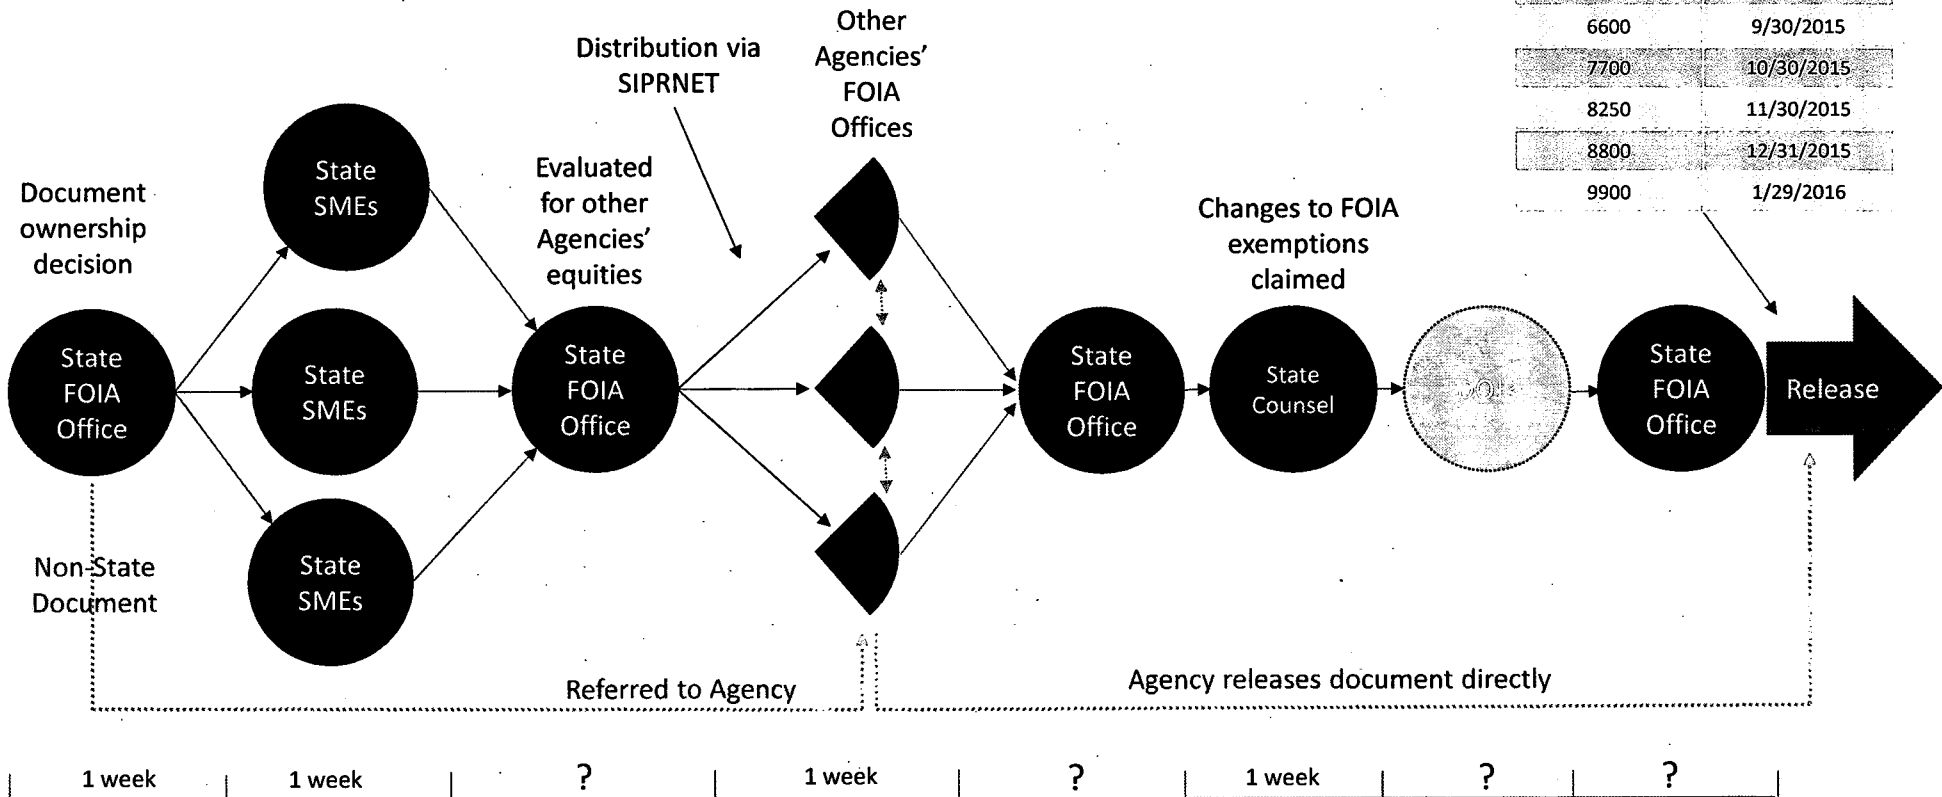 Other
Agencies'
FOIA
Offices
Distribution via
SIPRNET
6600 9/30/2015
7700 10/30/2015
8250 11/30/2015
8800 12/31/2015
9900 1/29/2016
Document
ownership
decision
State
SMEs
Evaluated
for other
Agencies'
equities
Changes to FOIA
exemptions
claimed
State
FOIA
Office
State
SMEs
State
FOIA
Office
State
FOIA
Office
State
Counsel
State
FOIA
Office
Release
Non-State
Document
State
SMEs
Referred to Agency
Agency releases document directly
1 week 1 week ? 1 week ? 1 week ? ?